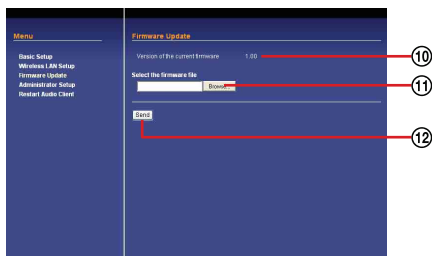 Menu
Basic Setup
Wireless LAN Setup
Firmware Update
Administrator Setup
Restart Audio Client
Firmware Update
Version of the current firmware 1.00
Select the firmware file
Browse...
Send
10
11
12